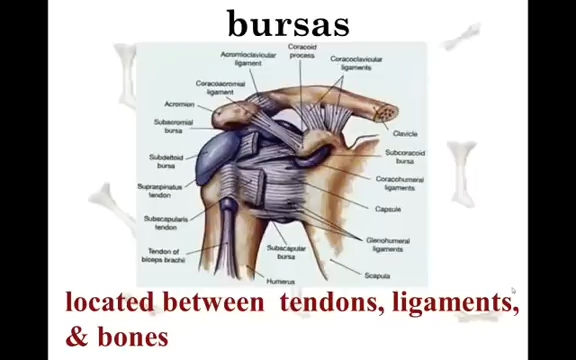 bursas
Coracoid
process
Acromioclavicular
ligament
Coracoclavicular
ligaments
Coracoacromial
ligament
Acromion
Subacromial
bursa
Clavicle
Subdeltoid
bursa
Subcoracoid
bursa
Supraspinatus
tendon
Coracohumeral
ligaments
Capsule
Subscapularis
tendon
Glenohumeral
ligaments
Tendon of
biceps brachii
Subscapular
bursa
Humerus
Scapula
located between tendons, ligaments,
& bones